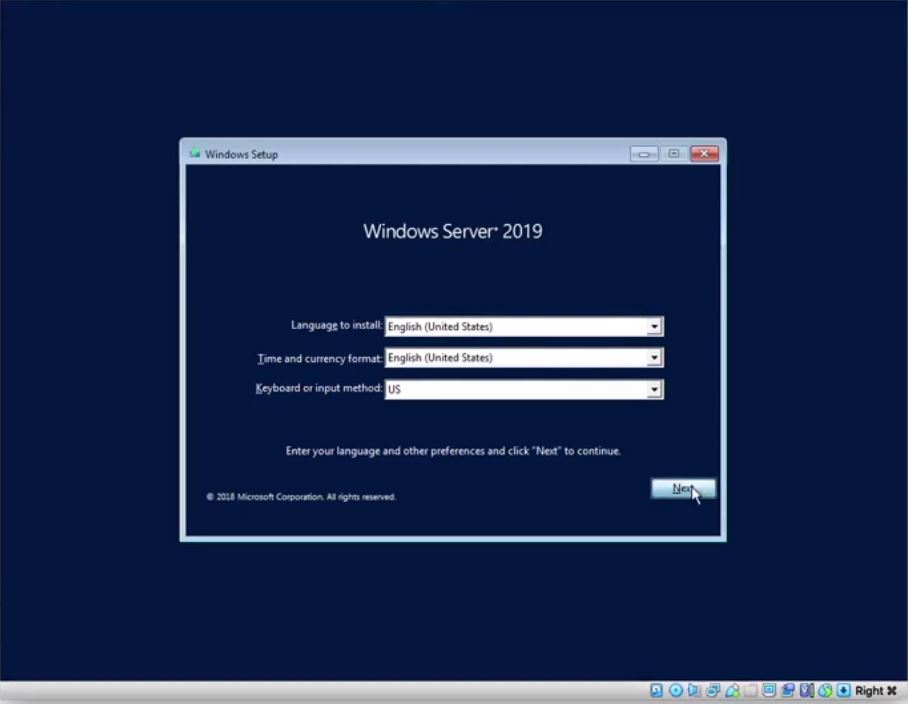 Windows Setup
Windows Server® 2019
Language to install: English (United States)
Time and currency format: English (United States)
Keyboard or input method: US
Enter your language and other preferences and click "Next" to continue.
© 2018 Microsoft Corporation. All rights reserved.
Next
Right ⌘